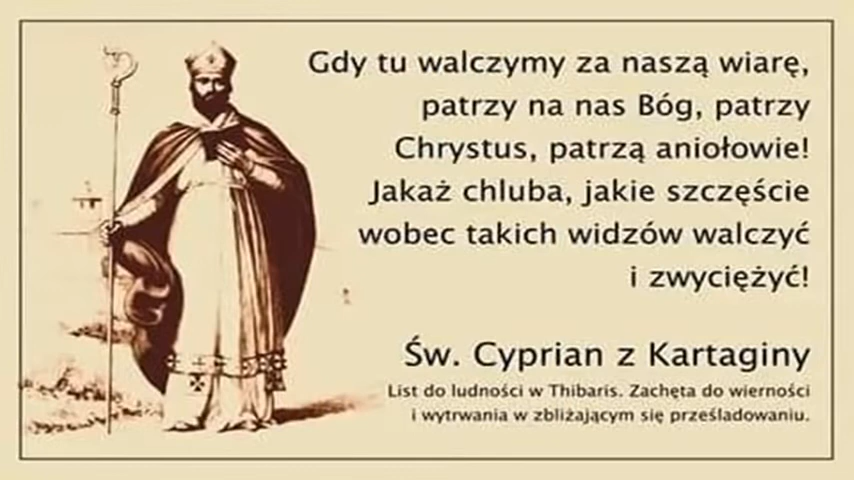 Gdy tu walczymy za naszą wiarę,
patrzy na nas Bóg, patrzy
Chrystus, patrzą aniołowie!
Jakaż chluba, jakie szczęście
wobec takich widzów walczyć
i zwyciężyć!
Św. Cyprian z Kartaginy
List do ludności w Thibaris. Zachęta do wierności
i wytrwania w zbliżającym się prześladowaniu.